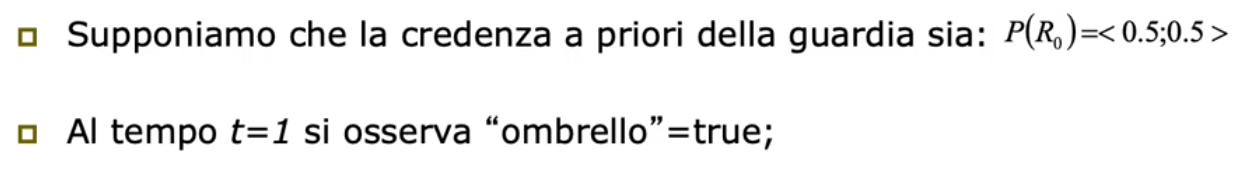 Supponiamo che la credenza a priori della guardia sia: P(R₀)=< 0.5;0.5 >
Al tempo t=1 si osserva “ombrello”=true;